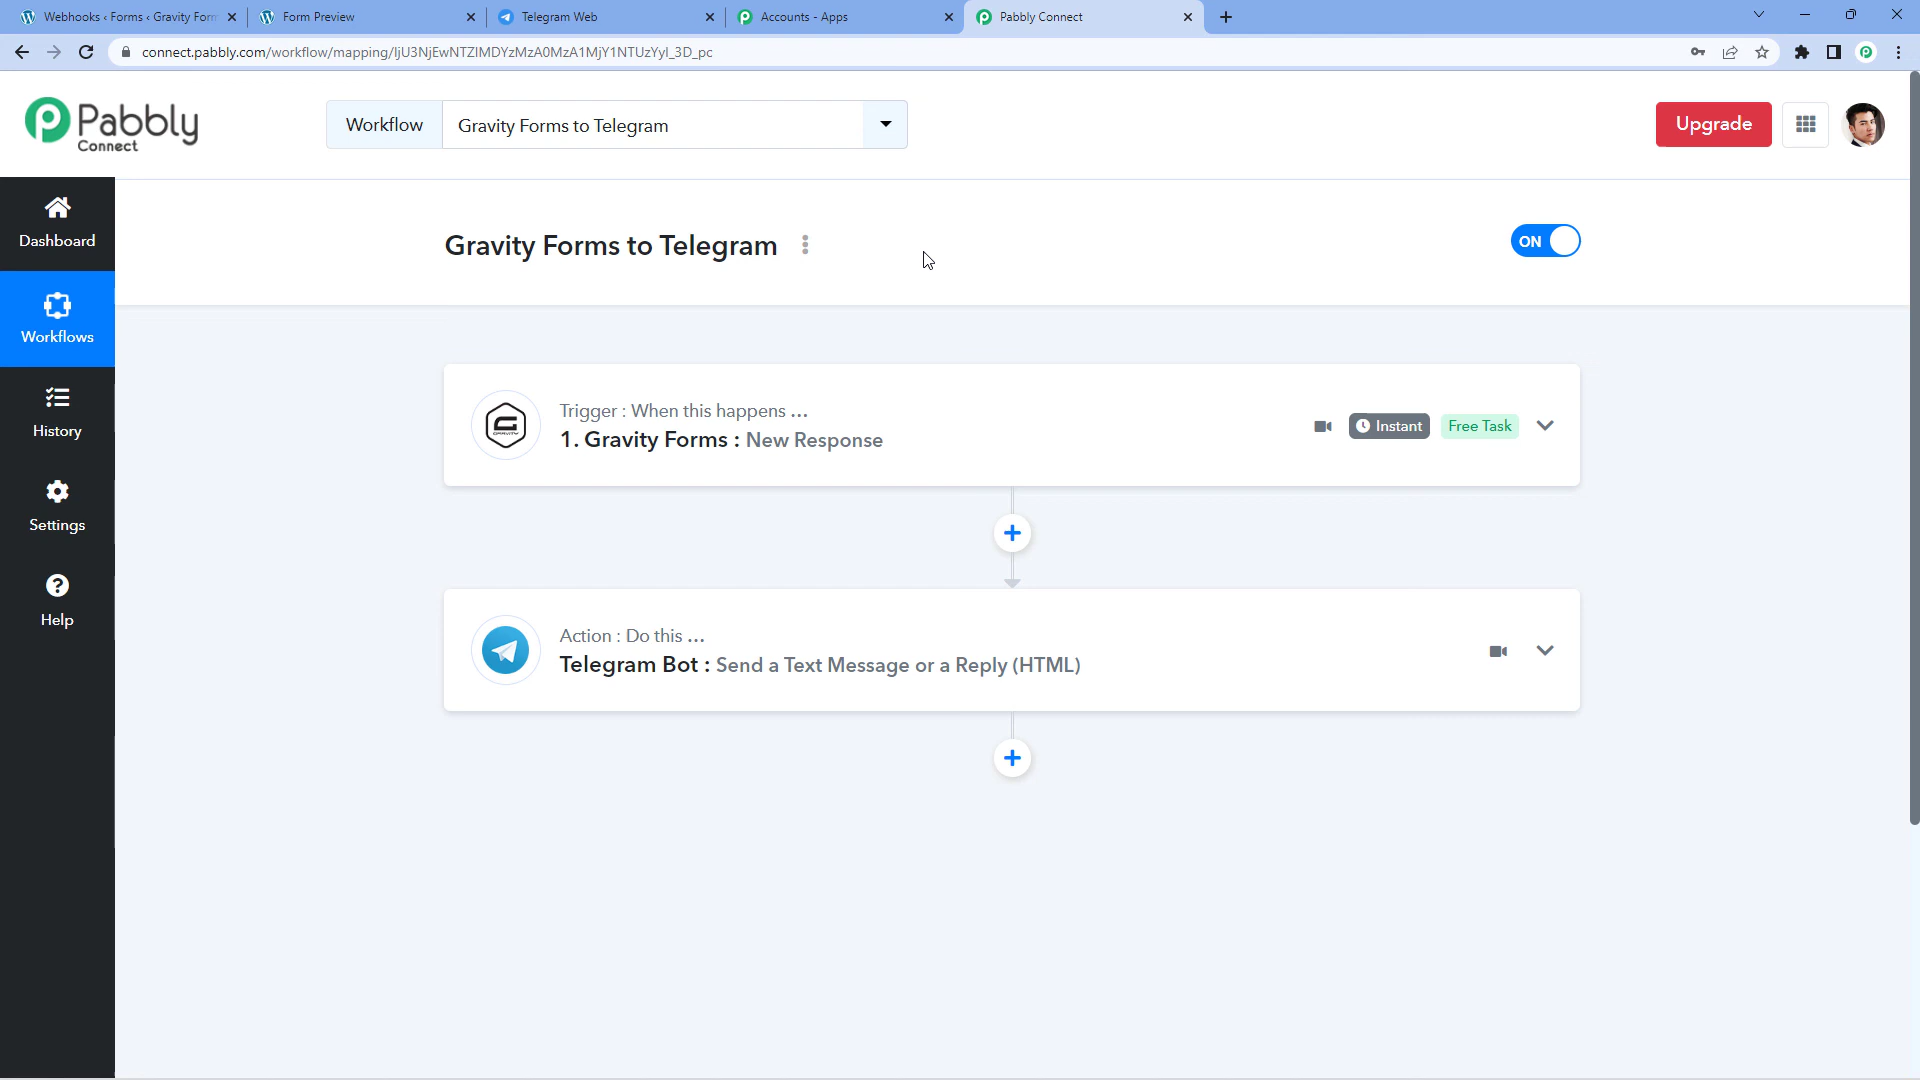 Webhooks ‹ Forms ‹ Gravity Form
Form Preview
Telegram Web
Accounts - Apps
Pabbly Connect
connect.pabbly.com/workflow/mapping/IjU3NjEwNTZlMDYzMzA0MzA1MjY1NTUzYyI_3D_pc
Pabbly
Connect
Workflow
Gravity Forms to Telegram
Upgrade
Dashboard
Workflows
History
Settings
Help
Gravity Forms to Telegram
ON
Trigger : When this happens ...
1. Gravity Forms : New Response
Instant
Free Task
Action : Do this ...
Telegram Bot : Send a Text Message or a Reply (HTML)